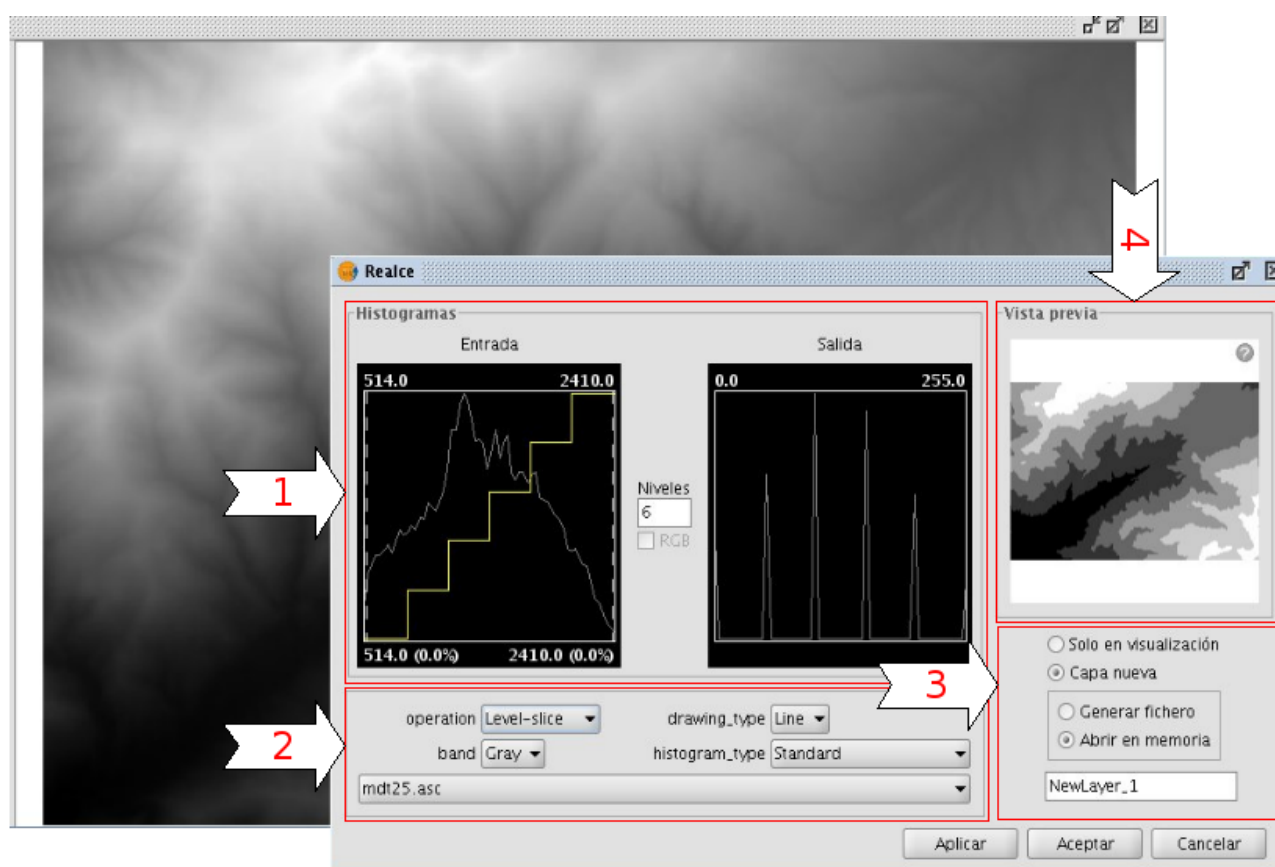 4
Realce
Histogramas
Entrada
Salida
514.0 2410.0
0.0 255.0
514.0 (0.0%) 2410.0 (0.0%)
Niveles
6
RGB
1
Vista previa
?
operation Level-slice
drawing_type Line
band Gray
histogram_type Standard
mdt25.asc
2
3
Solo en visualización
Capa nueva
Generar fichero
Abrir en memoria
NewLayer_1
Aplicar
Aceptar
Cancelar